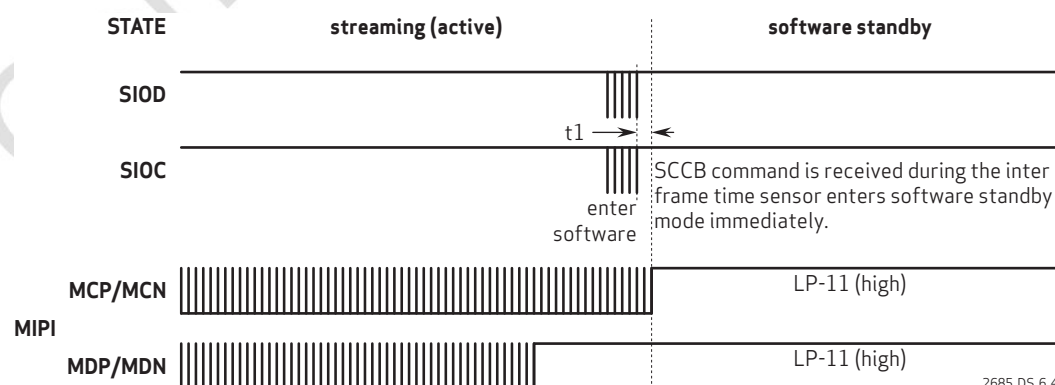 STATE
streaming (active)
software standby
SIOD
t1
SIOC
SCCB command is received during the inter
frame time sensor enters software standby
mode immediately.
enter
software
MCP/MCN
LP-11 (high)
MIPI
MDP/MDN
LP-11 (high)